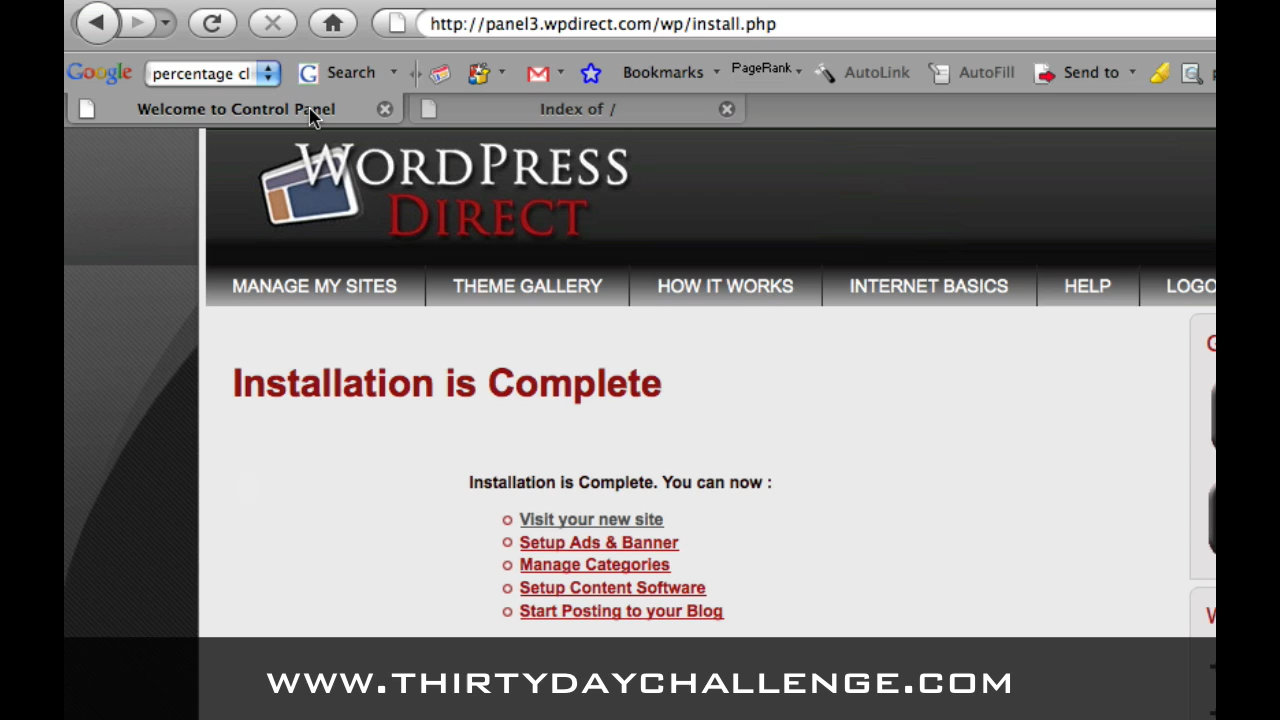 http://panel3.wpdirect.com/wp/install.php
Google percentage cl G Search Bookmarks PageRank AutoLink AutoFill Send to
Welcome to Control Panel Index of /
WORDPRESS
DIRECT
MANAGE MY SITES THEME GALLERY HOW IT WORKS INTERNET BASICS HELP LOGO
Installation is Complete
Installation is Complete. You can now :
Visit your new site
Setup Ads & Banner
Manage Categories
Setup Content Software
Start Posting to your Blog
WWW.THIRTYDAYCHALLENGE.COM